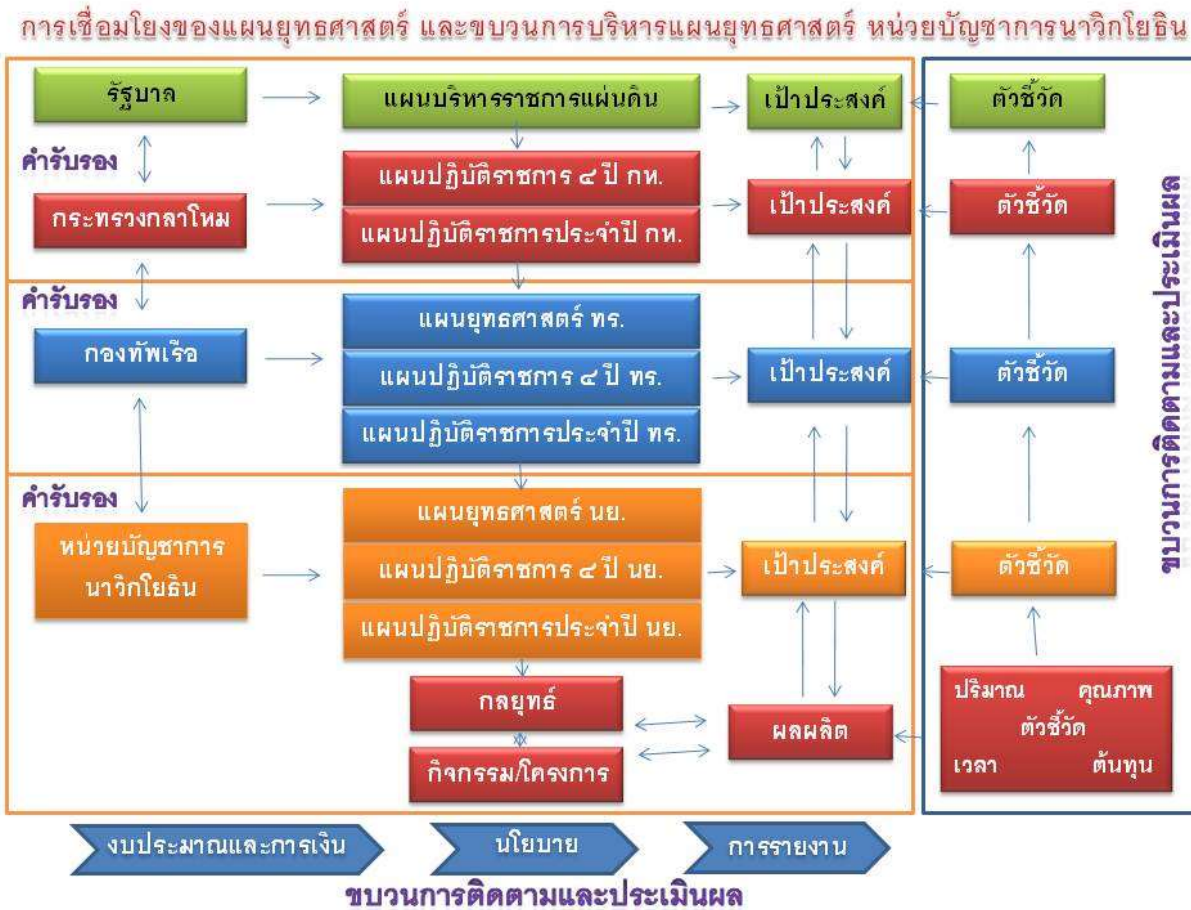 การเชื่อมโยงของแผนยุทธศาสตร์ และขบวนการบริหารแผนยุทธศาสตร์ หน่วยบัญชาการนาวิกโยธิน
รัฐบาล
แผนบริหารราชการแผ่นดิน
เป้าประสงค์
ตัวชี้วัด
คำรับรอง
กระทรวงกลาโหม
แผนปฏิบัติราชการ ๔ ปี กห.
แผนปฏิบัติราชการประจำปี กห.
เป้าประสงค์
ตัวชี้วัด
คำรับรอง
กองทัพเรือ
แผนยุทธศาสตร์ ทร.
แผนปฏิบัติราชการ ๔ ปี ทร.
แผนปฏิบัติราชการประจำปี ทร.
เป้าประสงค์
ตัวชี้วัด
คำรับรอง
หน่วยบัญชาการ
นาวิกโยธิน
แผนยุทธศาสตร์ นย.
แผนปฏิบัติราชการ ๔ ปี นย.
แผนปฏิบัติราชการประจำปี นย.
เป้าประสงค์
ตัวชี้วัด
กลยุทธ์
กิจกรรม/โครงการ
ผลผลิต
ปริมาณ คุณภาพ
ตัวชี้วัด
เวลา ต้นทุน
ขบวนการติดตามและประเมินผล
งบประมาณและการเงิน
นโยบาย
การรายงาน
ขบวนการติดตามและประเมินผล